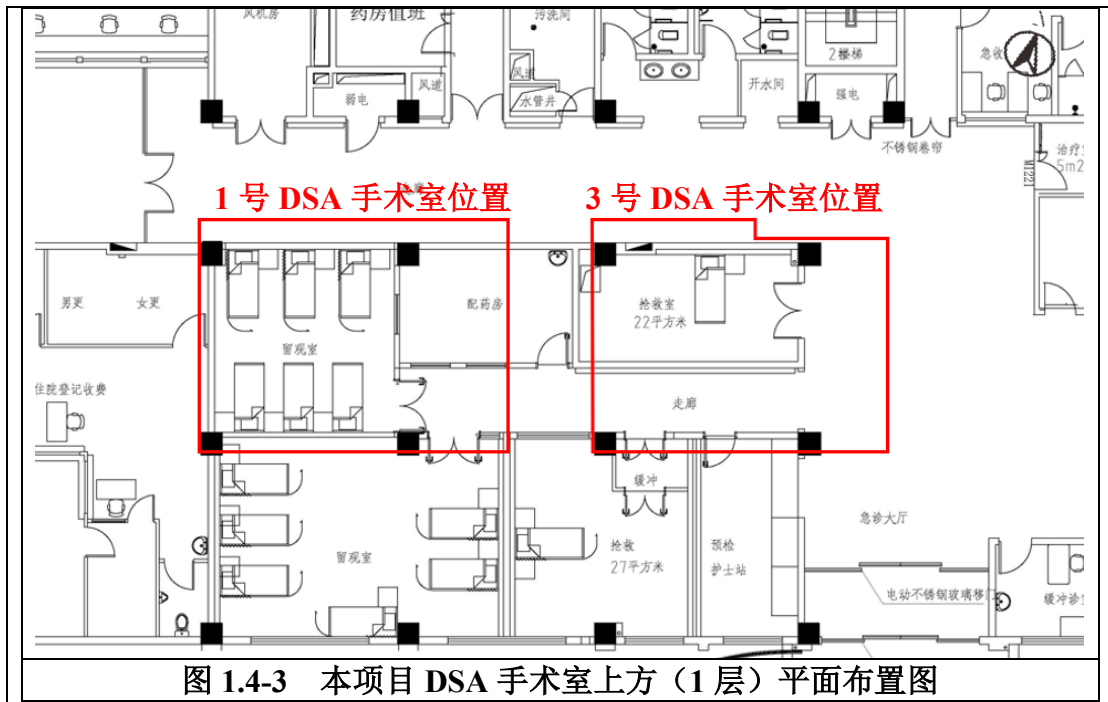 风机房
药房值班
污洗间
急收
2#楼梯
风道
风道
弱电
水管井
开水间
强电
不锈钢卷帘
治疗室
5m2
M1221
走廊
1 号 DSA 手术室位置
3 号 DSA 手术室位置
男更
女更
配药房
抢救室
22平方米
留观室
住院登记收费
走廊
缓冲
急诊大厅
留观室
抢救
27平方米
预检
护士站
电动不锈钢玻璃移门
缓冲诊
图 1.4-3 本项目 DSA 手术室上方（1 层）平面布置图